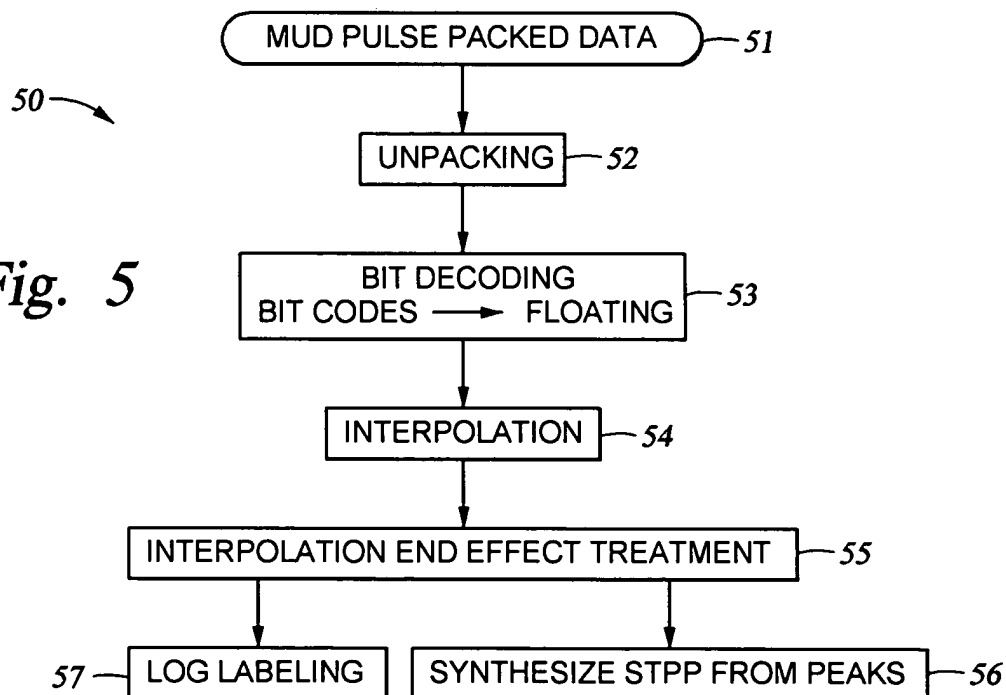 MUD PULSE PACKED DATA 51
50
UNPACKING 52
Fig. 5
BIT DECODING
BIT CODES → FLOATING 53
INTERPOLATION 54
INTERPOLATION END EFFECT TREATMENT 55
57 LOG LABELING
SYNTHESIZE STPP FROM PEAKS 56